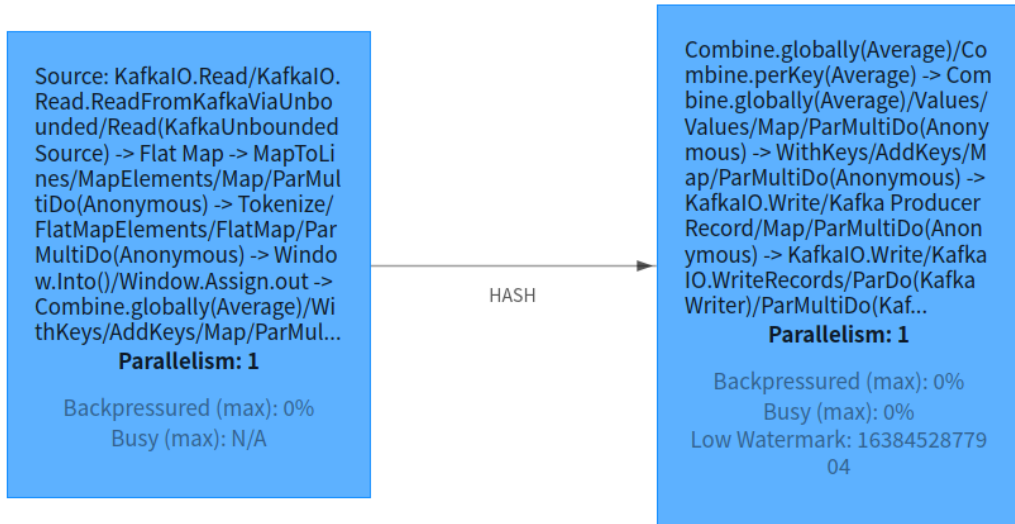 Source: KafkaIO.Read/KafkaIO.
Read.ReadFromKafkaViaUnbo
unded/Read(KafkaUnbounded
Source) -> Flat Map -> MapToLi
nes/MapElements/Map/ParMul
tiDo(Anonymous) -> Tokenize/
FlatMapElements/FlatMap/Par
MultiDo(Anonymous) -> Windo
w.Into()/Window.Assign.out ->
Combine.globally(Average)/Wi
thKeys/AddKeys/Map/ParMul...
Parallelism: 1
Backpressured (max): 0%
Busy (max): N/A
HASH
Combine.globally(Average)/Co
mbine.perKey(Average) -> Com
bine.globally(Average)/Values/
Values/Map/ParMultiDo(Anony
mous) -> WithKeys/AddKeys/M
ap/ParMultiDo(Anonymous) ->
KafkaIO.Write/Kafka Producer
Record/Map/ParMultiDo(Anon
ymous) -> KafkaIO.Write/Kafka
IO.WriteRecords/ParDo(Kafka
Writer)/ParMultiDo(Kaf...
Parallelism: 1
Backpressured (max): 0%
Busy (max): 0%
Low Watermark: 16384528779
04